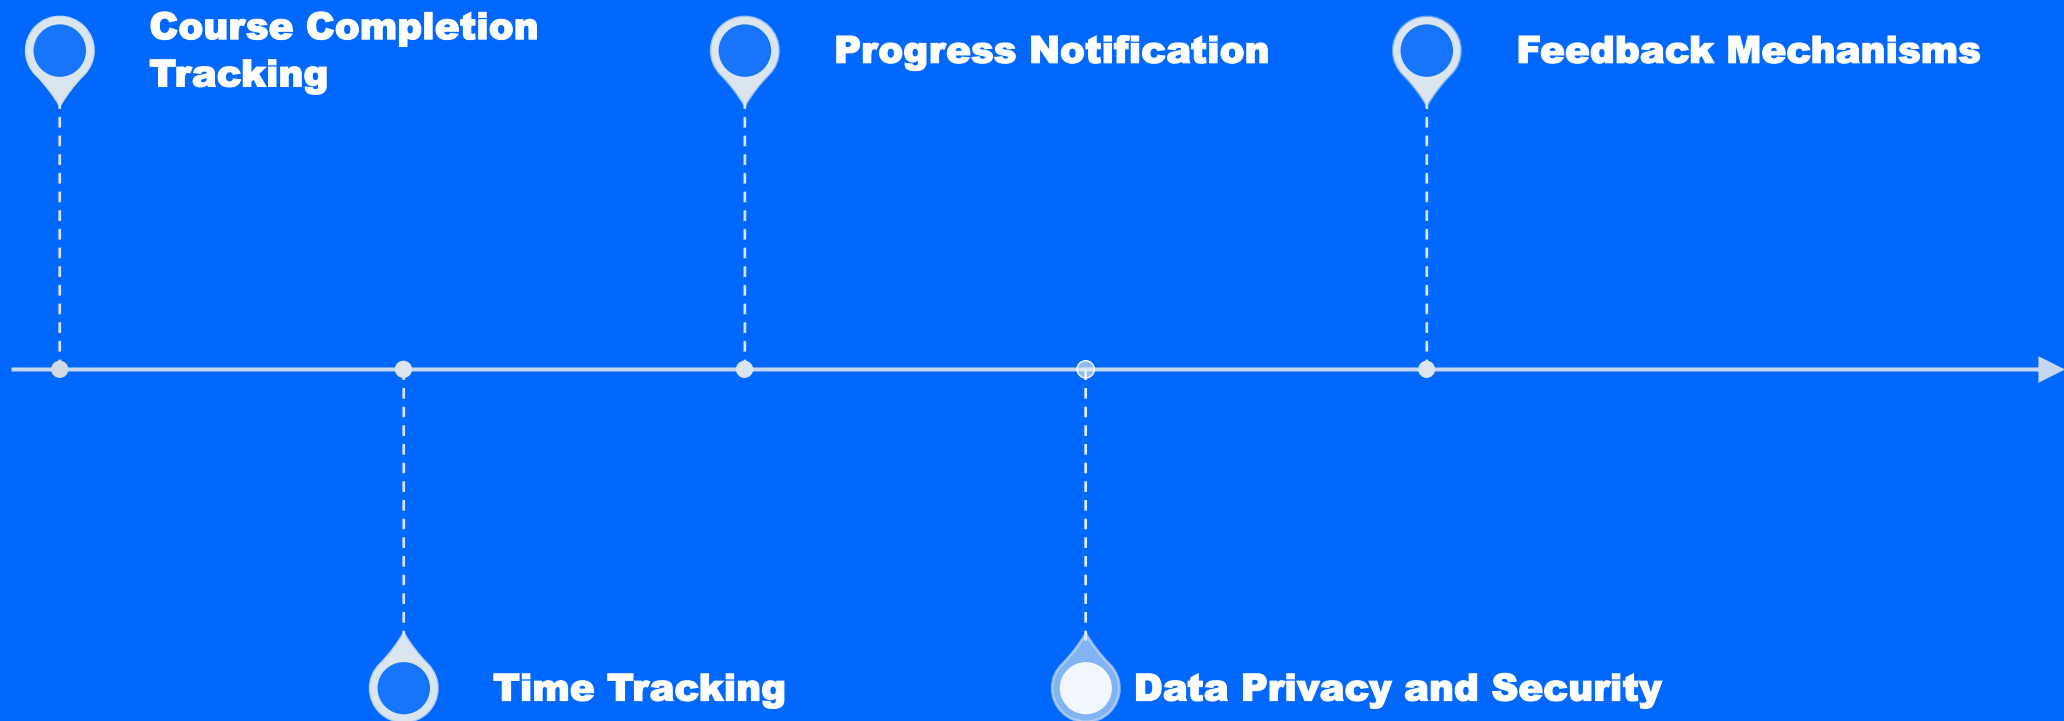 Course Completion
Tracking
Progress Notification
Feedback Mechanisms
Time Tracking
Data Privacy and Security